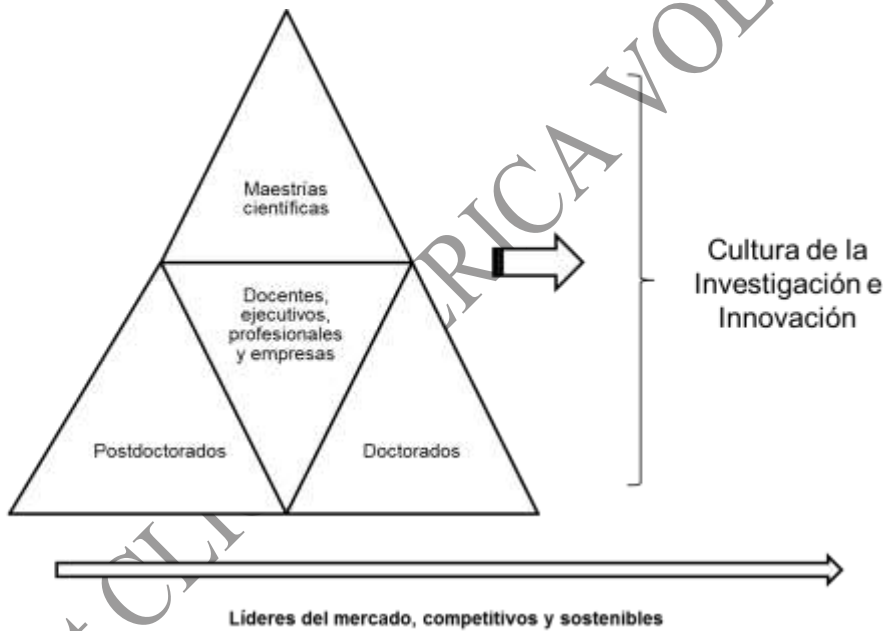 Maestrías
científicas
Docentes,
ejecutivos,
profesionales
y empresas
Postdoctorados
Doctorados
Cultura de la
Investigación e
Innovación
Líderes del mercado, competitivos y sostenibles